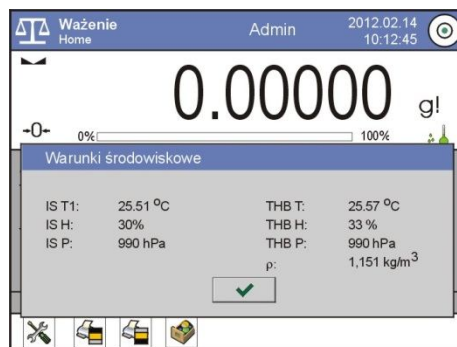 Ważenie Admin 2012.02.14
Home 10:12:45
0.00000 g!
→0← 0% 100%
Warunki środowiskowe
IS T1: 25.51 °C THB T: 25.57 °C
IS H: 30% THB H: 33 %
IS P: 990 hPa THB P: 990 hPa
ρ: 1,151 kg/m³